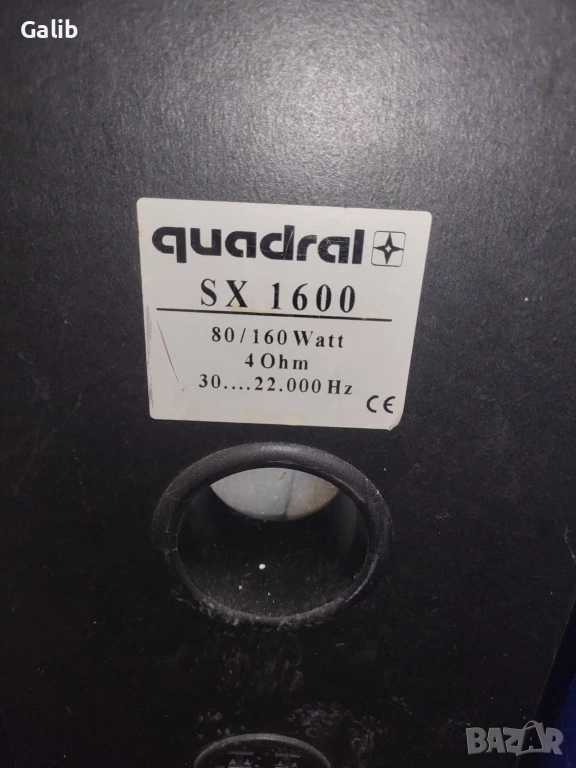 Galib
quadral
SX 1600
80/160 Watt
4 Ohm
30....22.000 Hz
CE
BAZAR